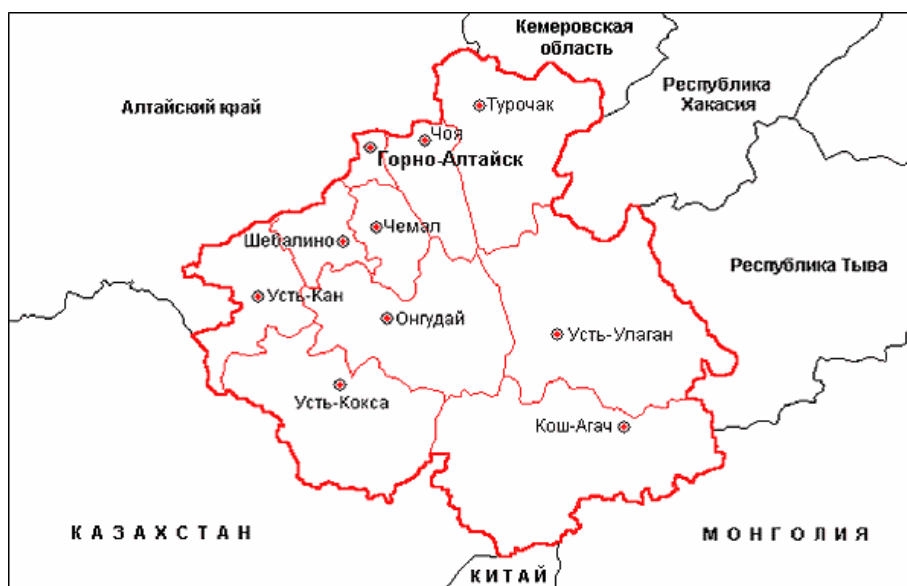 Кемеровская
область
Республика
Хакасия
Алтайский край
Турочак
Чоя
Горно-Алтайск
Чемал
Шебалино
Республика Тыва
Усть-Кан
Онгудай
Усть-Улаган
Усть-Кокса
Кош-Агач
КАЗАХСТАН
МОНГОЛИЯ
КИТАЙ